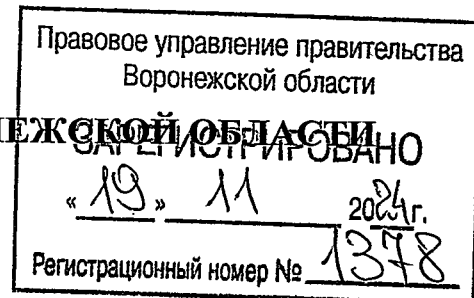 Правовое управление правительства
Воронежской области
ЕЖСКОЙ ОБЛАСТИ
ЗАРЕГИСТРИРОВАНО
« 19 » 11 2024г.
Регистрационный номер № 1378